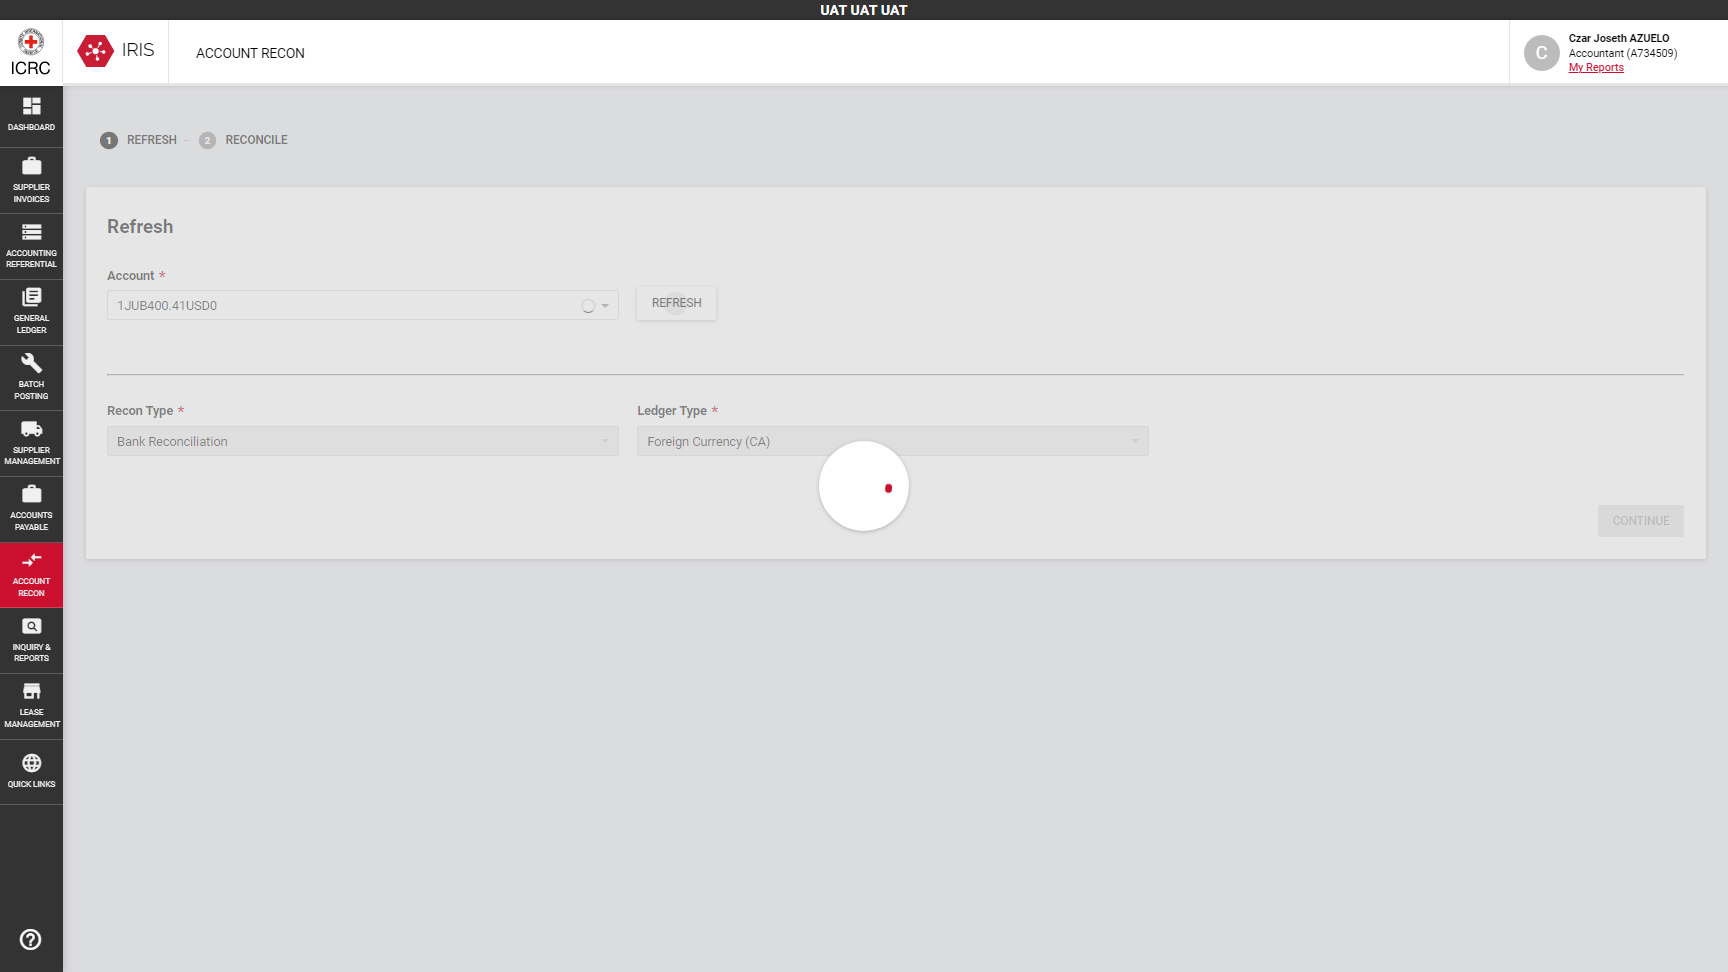 UAT UAT UAT
ICRC
IRIS
ACCOUNT RECON
C
Czar Joseth AZUELO
Accountant (A734509)
My Reports
DASHBOARD
SUPPLIER
INVOICES
ACCOUNTING
REFERENTIAL
GENERAL
LEDGER
BATCH
POSTING
SUPPLIER
MANAGEMENT
ACCOUNTS
PAYABLE
ACCOUNT
RECON
INQUIRY &
REPORTS
LEASE
MANAGEMENT
QUICK LINKS
1 REFRESH – 2 RECONCILE
Refresh
Account *
1JUB400.41USD0
REFRESH
Recon Type * Ledger Type *
Bank Reconciliation Foreign Currency (CA)
CONTINUE